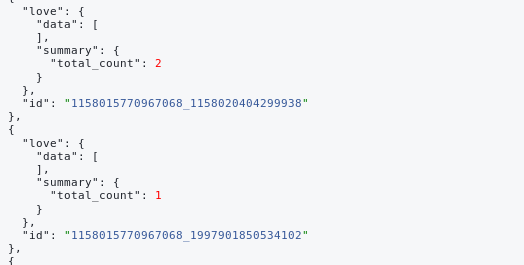 {
"love": {
"data": [
],
"summary": {
"total_count": 2
}
},
"id": "1158015770967068_1158020404299938"
},
{
"love": {
"data": [
],
"summary": {
"total_count": 1
}
},
"id": "1158015770967068_1997901850534102"
},
{